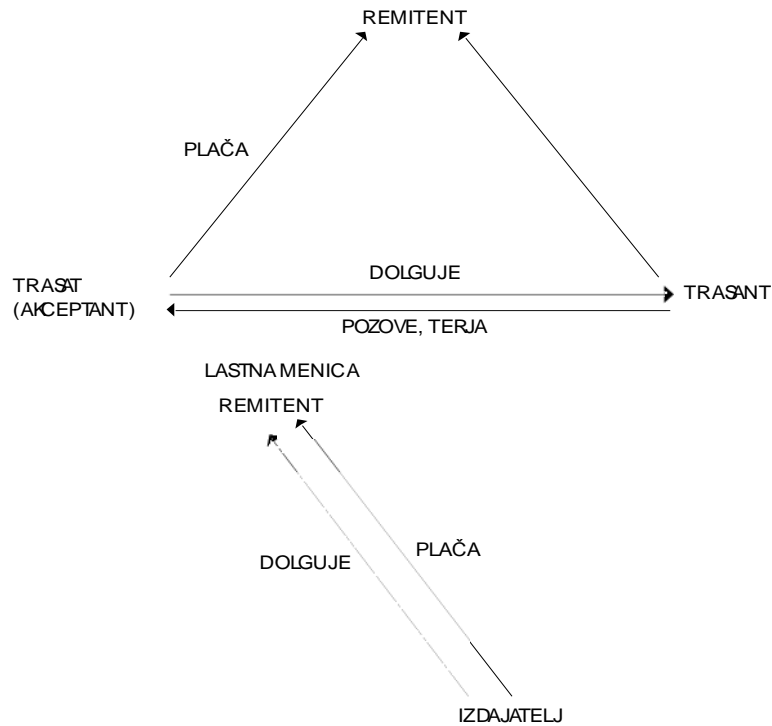 REMITENT
PLAČA
DOLGUJE
TRASAT
(AKCEPTANT)
TRASANT
POZOVE, TERJA
LASTNA MENICA
REMITENT
PLAČA
DOLGUJE
IZDAJATELJ